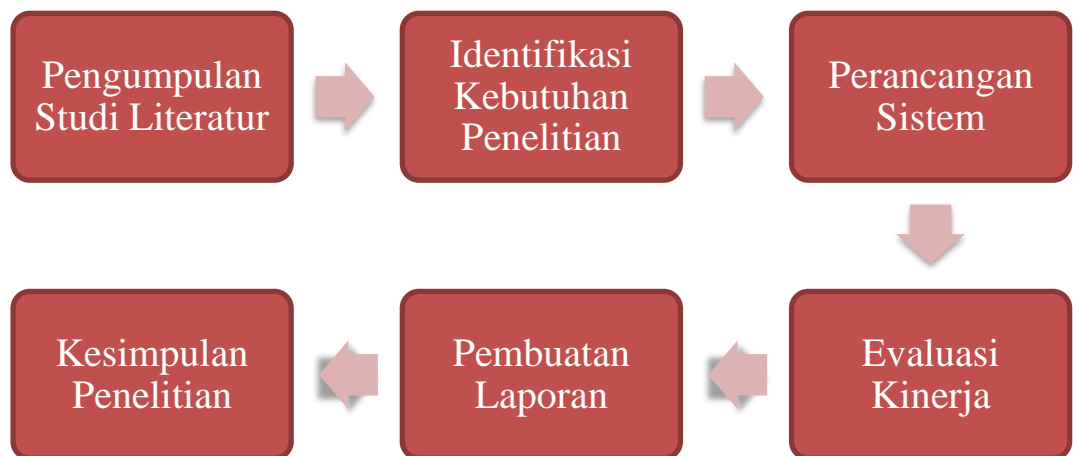 Pengumpulan
Studi Literatur
Identifikasi
Kebutuhan
Penelitian
Perancangan
Sistem
Evaluasi
Kinerja
Pembuatan
Laporan
Kesimpulan
Penelitian